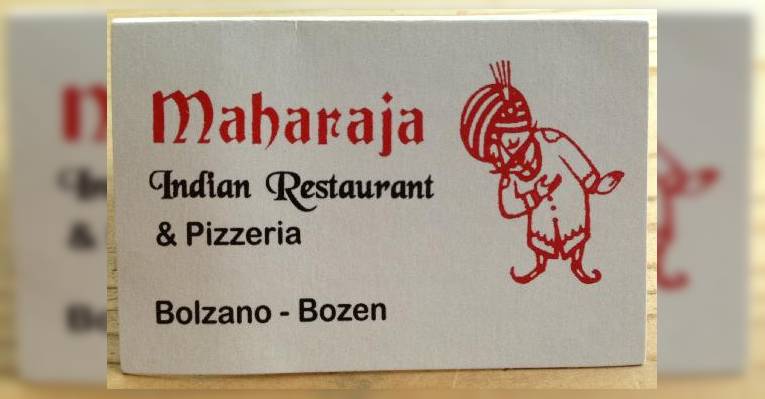 Maharaja
Indian Restaurant
& Pizzeria
Bolzano - Bozen